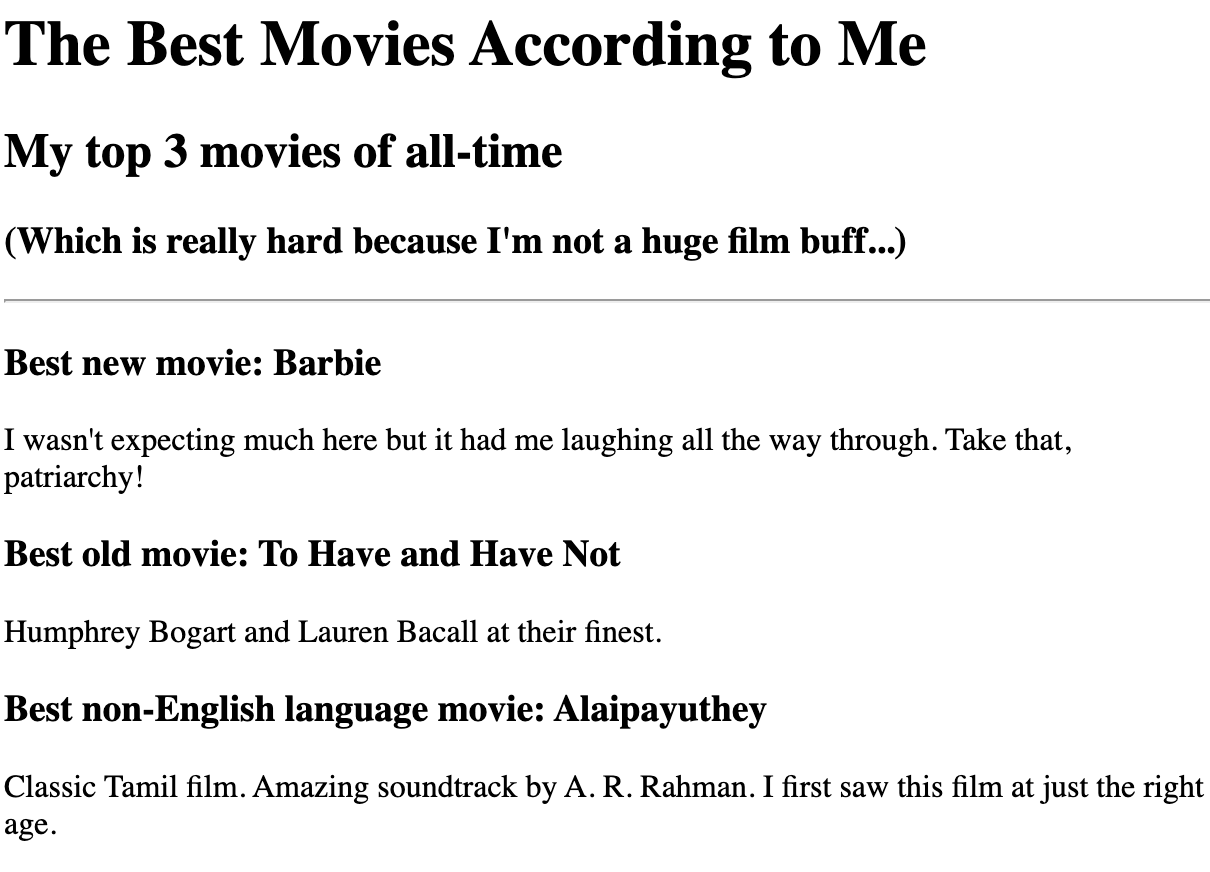 The Best Movies According to Me
My top 3 movies of all-time
(Which is really hard because I'm not a huge film buff...)
Best new movie: Barbie
I wasn't expecting much here but it had me laughing all the way through. Take that,
patriarchy!
Best old movie: To Have and Have Not
Humphrey Bogart and Lauren Bacall at their finest.
Best non-English language movie: Alaipayuthey
Classic Tamil film. Amazing soundtrack by A. R. Rahman. I first saw this film at just the right
age.